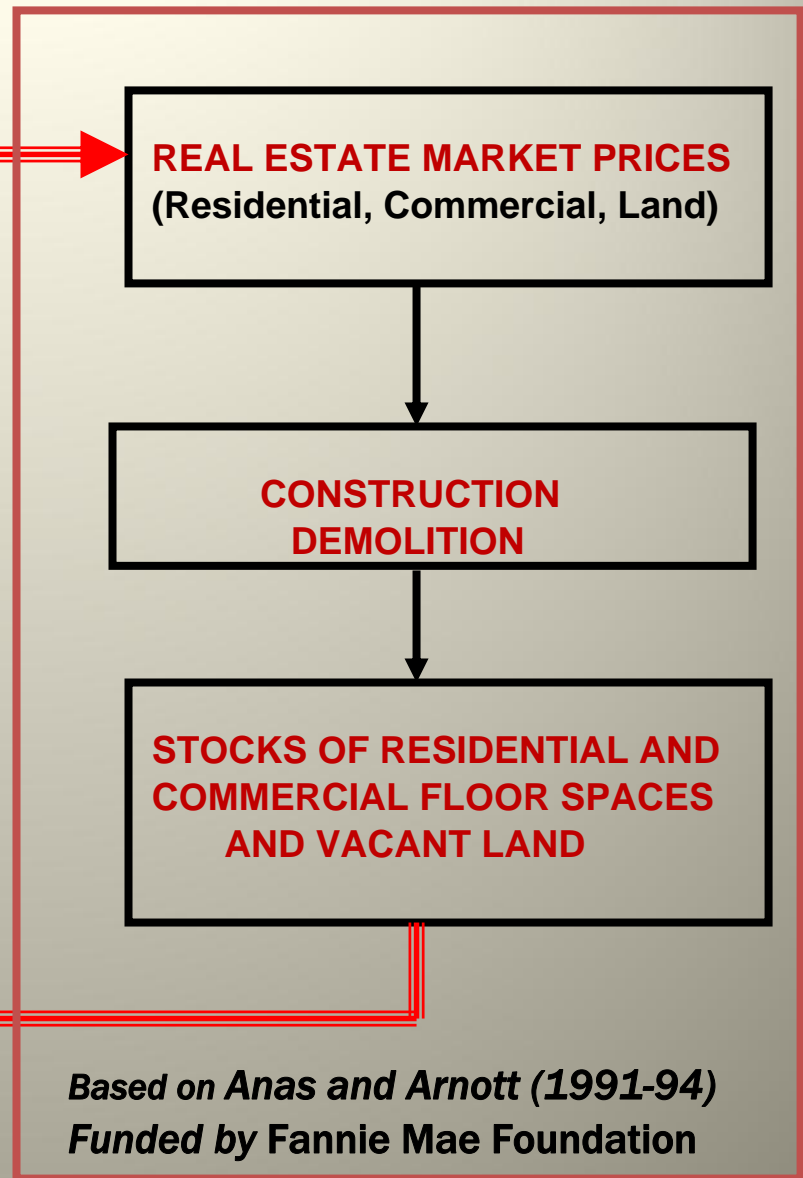 REAL ESTATE MARKET PRICES
(Residential, Commercial, Land)
CONSTRUCTION
DEMOLITION
STOCKS OF RESIDENTIAL AND
COMMERCIAL FLOOR SPACES
AND VACANT LAND
Based on Anas and Arnott (1991-94)
Funded by Fannie Mae Foundation